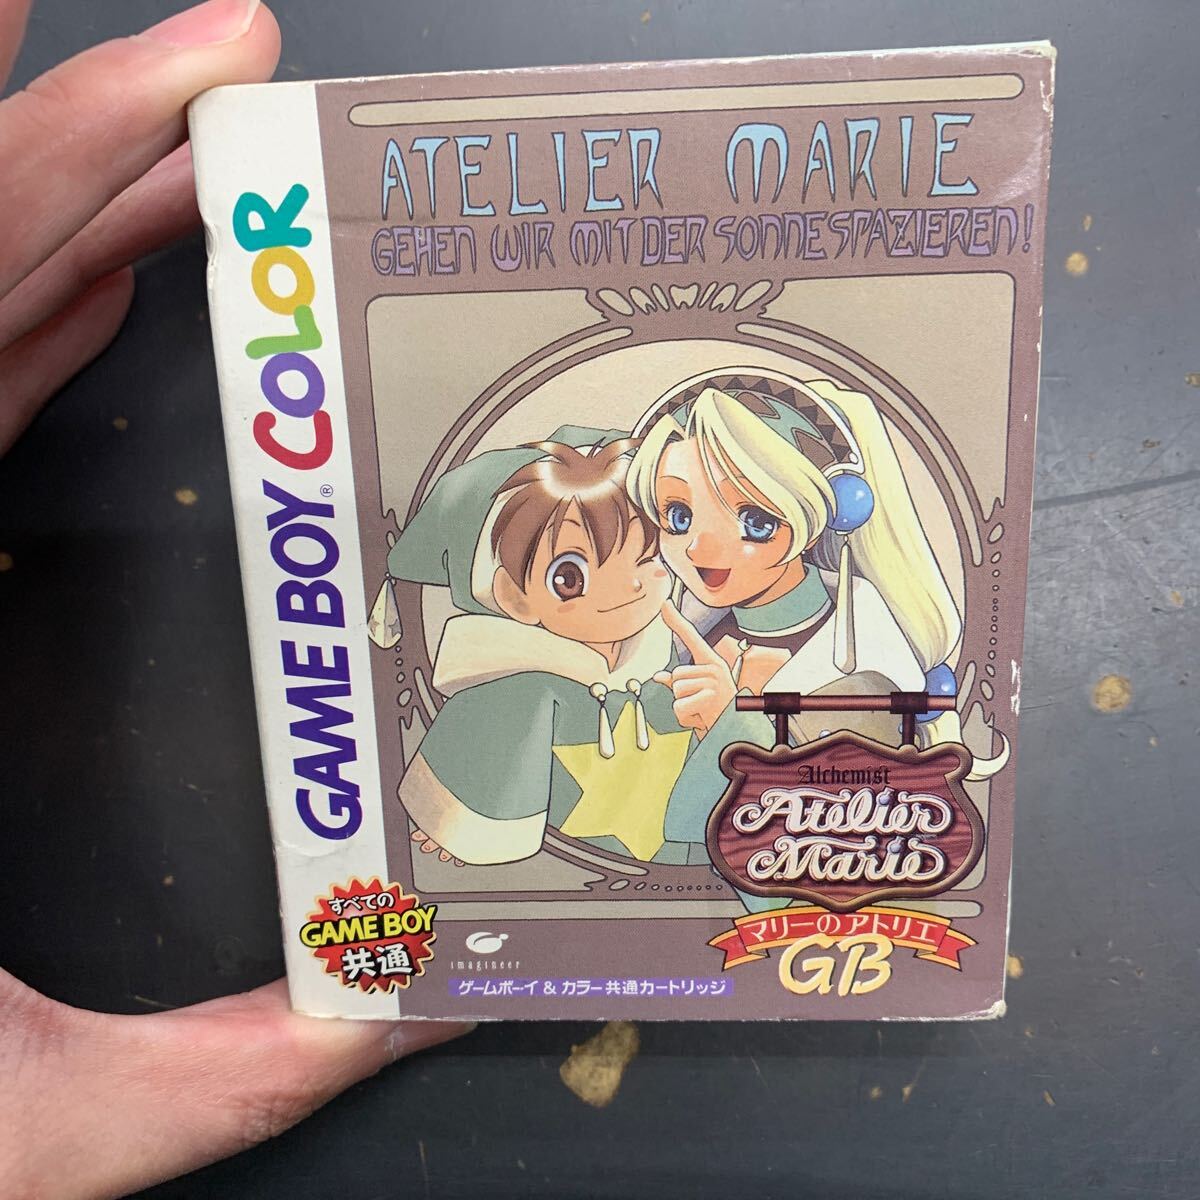 ATELIER MARIE
GEHEN WIR MIT DER SONNE SPAZIEREN!
GAME BOY® COLOR
Alchemist
Atelier
Marie
マリーのアトリエ
GB
すべての
GAME BOY
共通
imagineer
ゲームボーイ & カラー共通カートリッジ